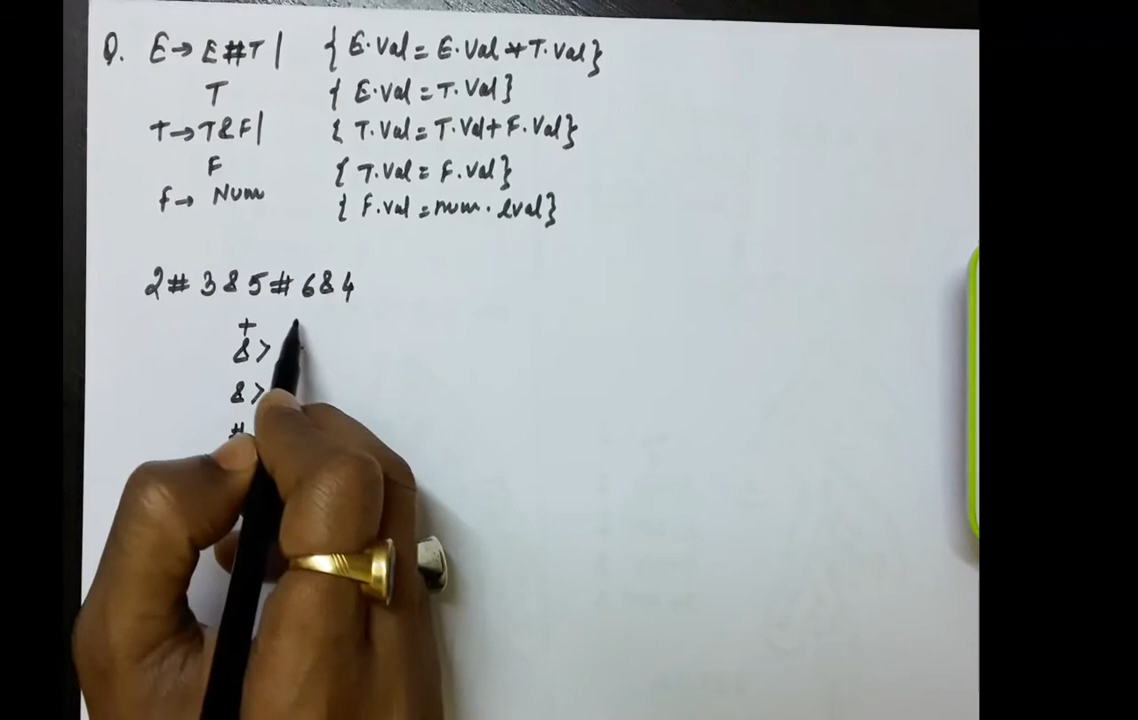 Q. E→ E#T| { E.Val = E.Val * T.Val}
T { E.Val = T.Val}
T→T&F| { T.Val = T.Val + F.Val}
F { T.Val = F.Val}
F→ Num { F.val = num.lval}
2#3&5#6&4
+
&>
&>
#